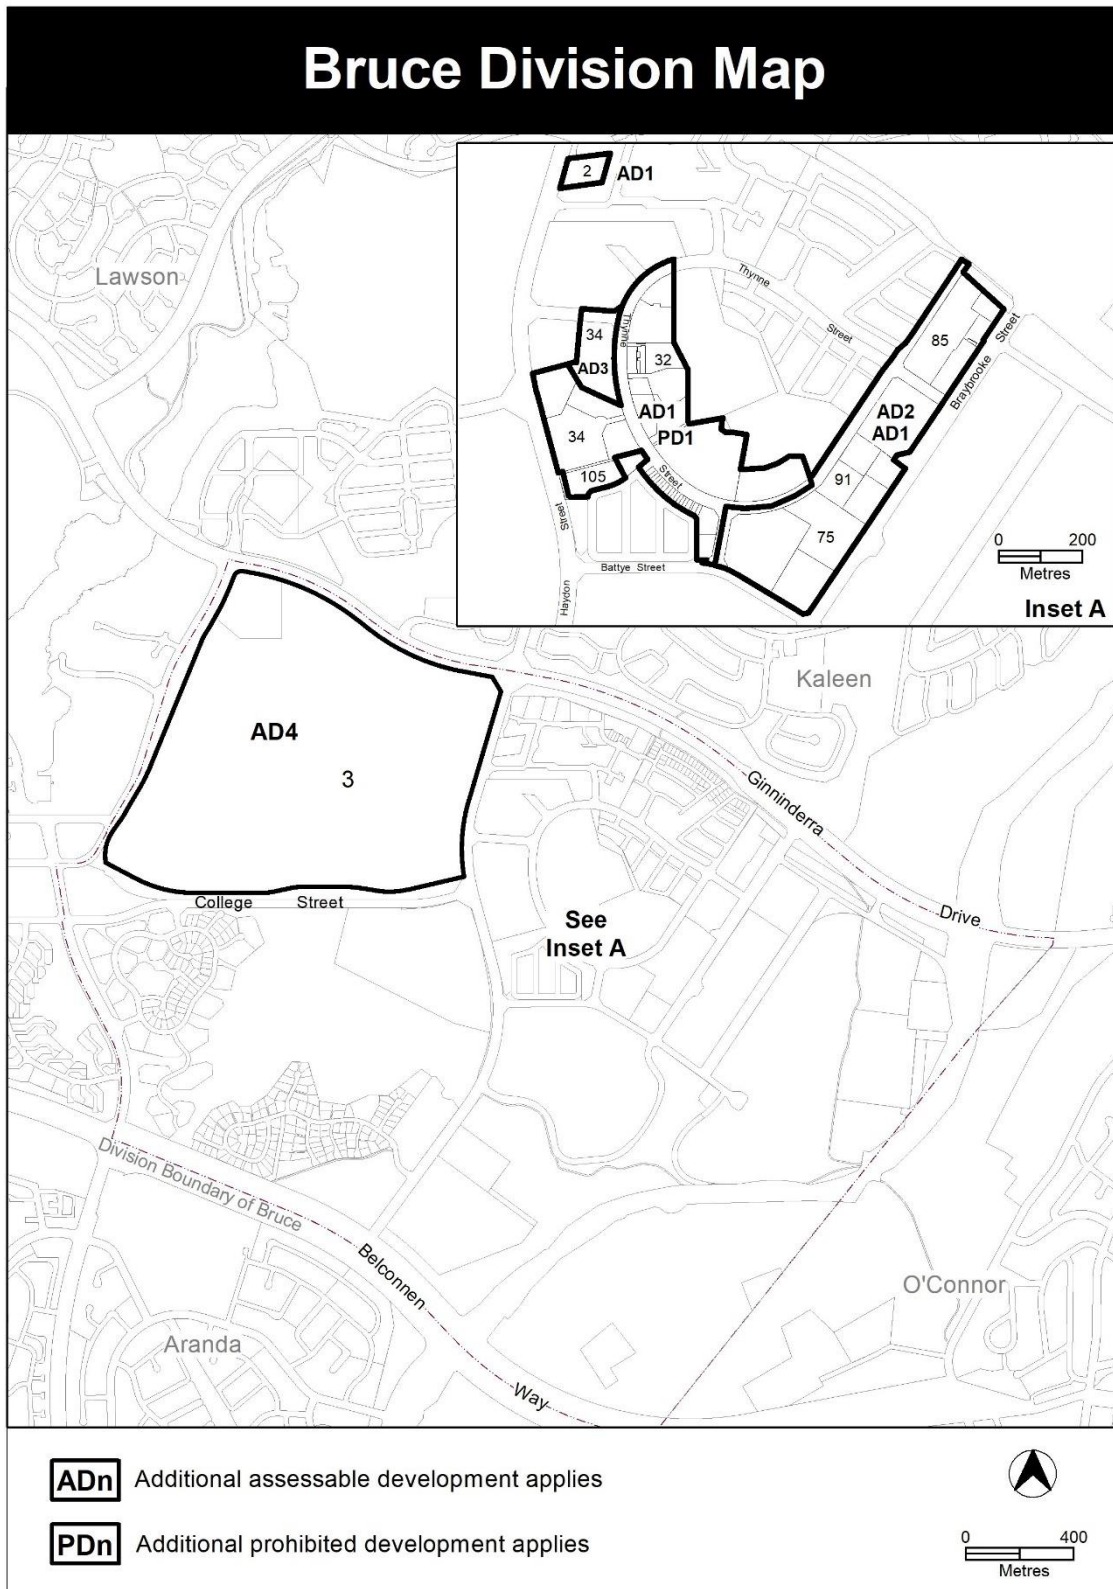 Bruce Division Map
Lawson
2
AD1
Thynne
Street
34
AD3
Thynne
32
AD1
PD1
34
105
Street
85
Street
Braybrooke
AD2
AD1
91
75
Street
Haydon
Battye Street
0 200
Metres
Inset A
Kaleen
AD4
3
Ginninderra
Drive
College Street
See
Inset A
Division Boundary of Bruce
Belconnen
Way
O'Connor
Aranda
ADn Additional assessable development applies
PDn Additional prohibited development applies
0 400
Metres